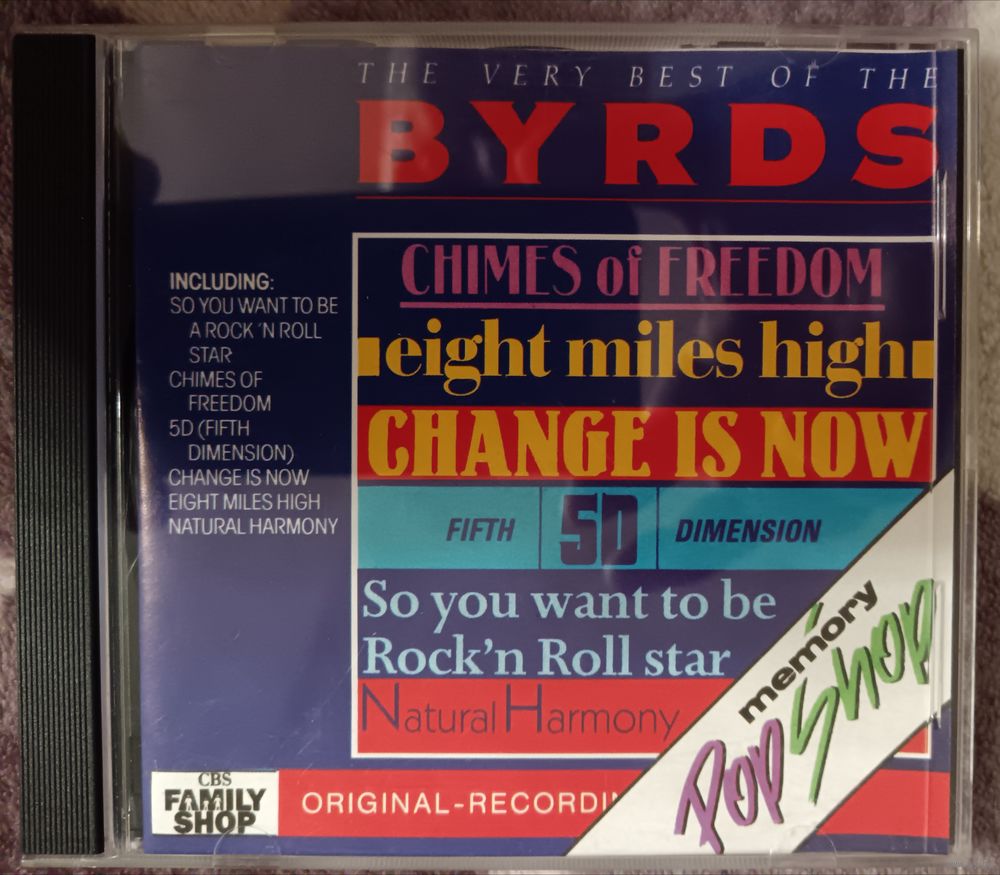 THE VERY BEST OF THE
BYRDS
INCLUDING:
SO YOU WANT TO BE
A ROCK 'N ROLL
STAR
CHIMES OF
FREEDOM
5D (FIFTH
DIMENSION)
CHANGE IS NOW
EIGHT MILES HIGH
NATURAL HARMONY
CHIMES of FREEDOM
eight miles high
CHANGE IS NOW
FIFTH 5D DIMENSION
So you want to be
Rock'n Roll star
Natural Harmony
memory
Pop Shop
CBS
FAMILY
SHOP
ORIGINAL-RECORDIN